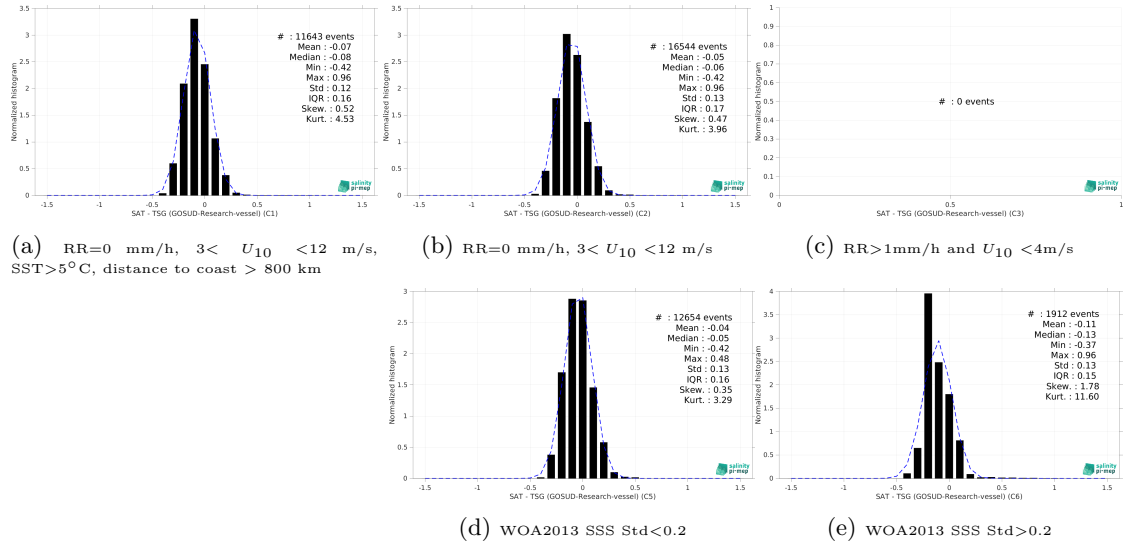 3.5
3
2.5
2
1.5
1
0.5
0
Normalized histogram
# : 11643 events
Mean : -0.07
Median : -0.08
Min : -0.42
Max : 0.96
Std : 0.12
IQR : 0.16
Skew. : 0.52
Kurt. : 4.53
salinity
pi-mep
-1.5 -1 -0.5 0 0.5 1 1.5
SAT - TSG (GOSUD-Research-vessel) (C1)
(a) RR=0 mm/h, 3< U10 <12 m/s,
SST>5°C, distance to coast > 800 km
3.5
3
2.5
2
1.5
1
0.5
0
Normalized histogram
# : 16544 events
Mean : -0.05
Median : -0.06
Min : -0.42
Max : 0.96
Std : 0.13
IQR : 0.17
Skew. : 0.47
Kurt. : 3.96
salinity
pi-mep
-1.5 -1 -0.5 0 0.5 1 1.5
SAT - TSG (GOSUD-Research-vessel) (C2)
(b) RR=0 mm/h, 3< U10 <12 m/s
1
0.9
0.8
0.7
0.6
0.5
0.4
0.3
0.2
0.1
0
Normalized histogram
# : 0 events
salinity
pi-mep
0 0.5 1
SAT - TSG (GOSUD-Research-vessel) (C3)
(c) RR>1mm/h and U10 <4m/s
3
2.5
2
1.5
1
0.5
0
Normalized histogram
# : 12654 events
Mean : -0.04
Median : -0.05
Min : -0.42
Max : 0.48
Std : 0.13
IQR : 0.16
Skew. : 0.35
Kurt. : 3.29
salinity
pi-mep
-1.5 -1 -0.5 0 0.5 1 1.5
SAT - TSG (GOSUD-Research-vessel) (C5)
(d) WOA2013 SSS Std<0.2
4
3.5
3
2.5
2
1.5
1
0.5
0
Normalized histogram
# : 1912 events
Mean : -0.11
Median : -0.13
Min : -0.37
Max : 0.96
Std : 0.13
IQR : 0.15
Skew. : 1.78
Kurt. : 11.60
salinity
pi-mep
-1.5 -1 -0.5 0 0.5 1 1.5
SAT - TSG (GOSUD-Research-vessel) (C6)
(e) WOA2013 SSS Std>0.2